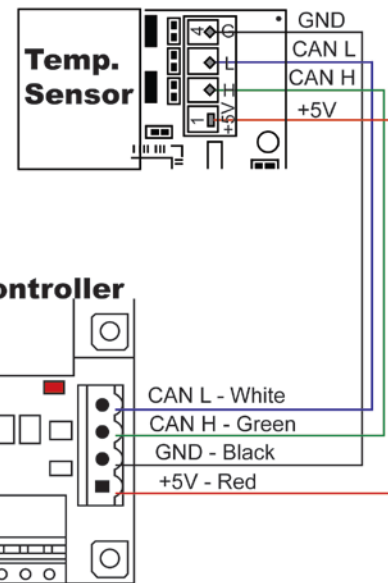 GND
CAN L
CAN H
+5V
Temp.
Sensor
4 G
L
H
1 +5V
ontroller
CAN L - White
CAN H - Green
GND - Black
+5V - Red